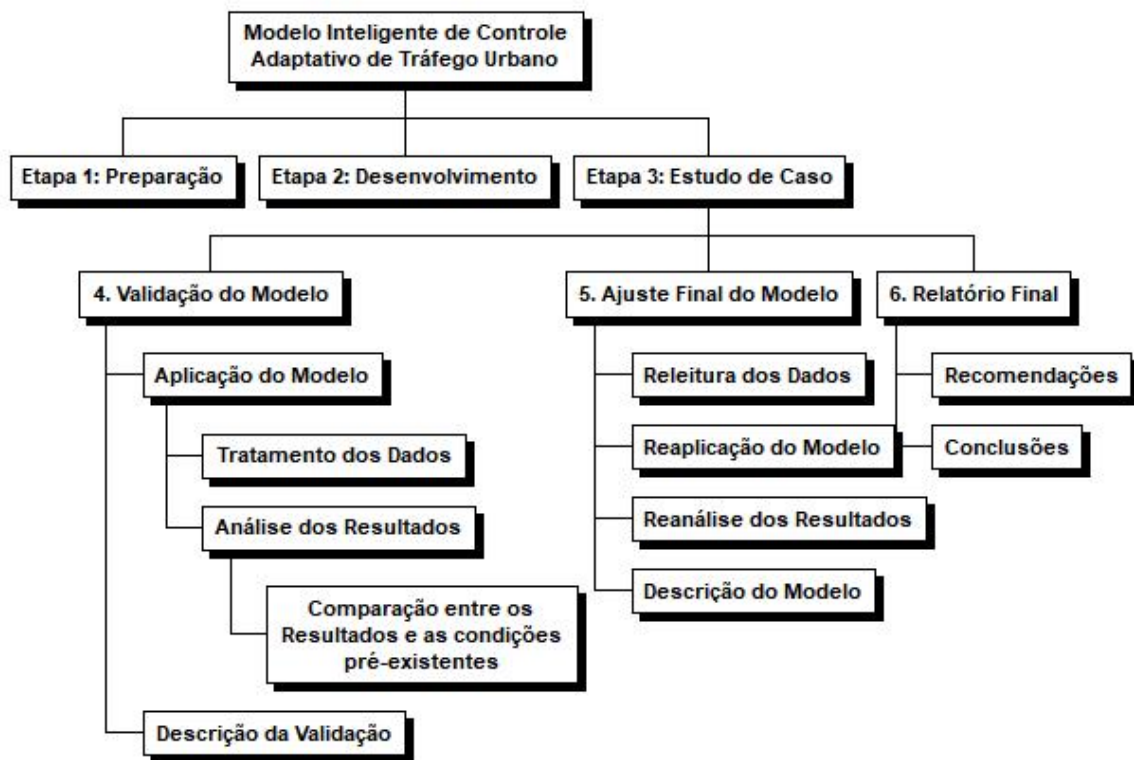 Modelo Inteligente de Controle
Adaptativo de Tráfego Urbano
Etapa 1: Preparação
Etapa 2: Desenvolvimento
Etapa 3: Estudo de Caso
4. Validação do Modelo
Aplicação do Modelo
Tratamento dos Dados
Análise dos Resultados
Comparação entre os
Resultados e as condições
pré-existentes
Descrição da Validação
5. Ajuste Final do Modelo
Releitura dos Dados
Reaplicação do Modelo
Reanálise dos Resultados
Descrição do Modelo
6. Relatório Final
Recomendações
Conclusões